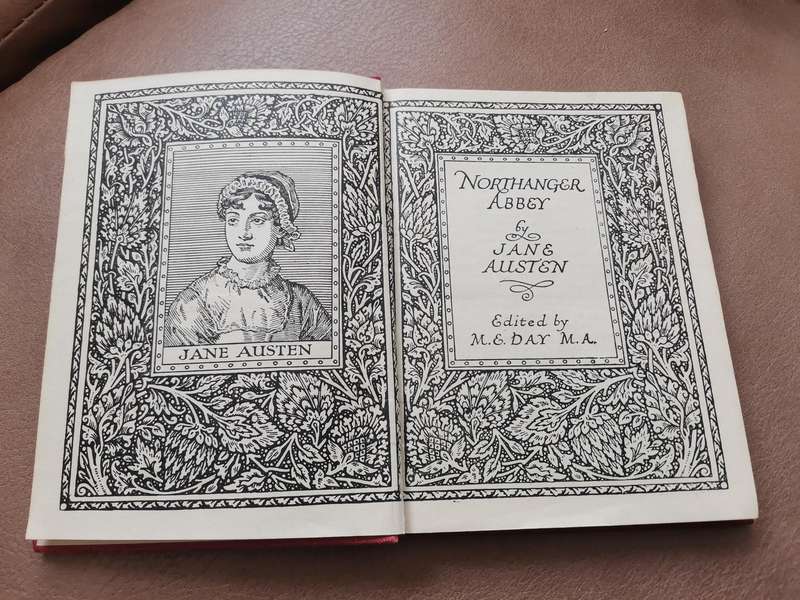 JANE AUSTEN
NORTHANGER
ABBEY
by
JANE
AUSTEN
Edited by
M.E. DAY M.A.